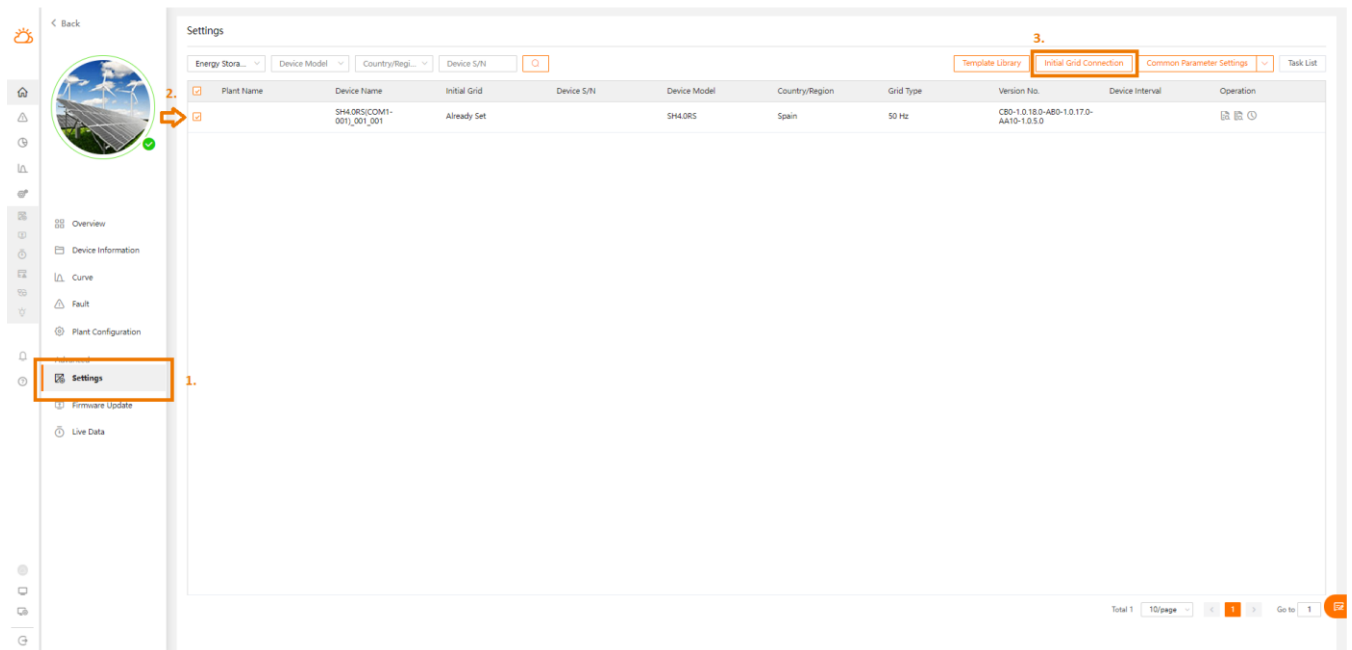 Back
Settings
3.
Energy Stora...
Device Model
Country/Regi...
Device S/N
Template Library
Initial Grid Connection
Common Parameter Settings
Task List
2.
Plant Name
Device Name
Initial Grid
Device S/N
Device Model
Country/Region
Grid Type
Version No.
Device Interval
Operation
SH4.0RS(COM1-
001)_001_001
Already Set
SH4.0RS
Spain
50 Hz
CB0-1.0.18.0-AB0-1.0.17.0-
AA10-1.0.5.0
Overview
Device Information
Curve
Fault
Plant Configuration
Advanced
Settings
1.
Firmware Update
Live Data
Total 1
10/page
1
Go to
1